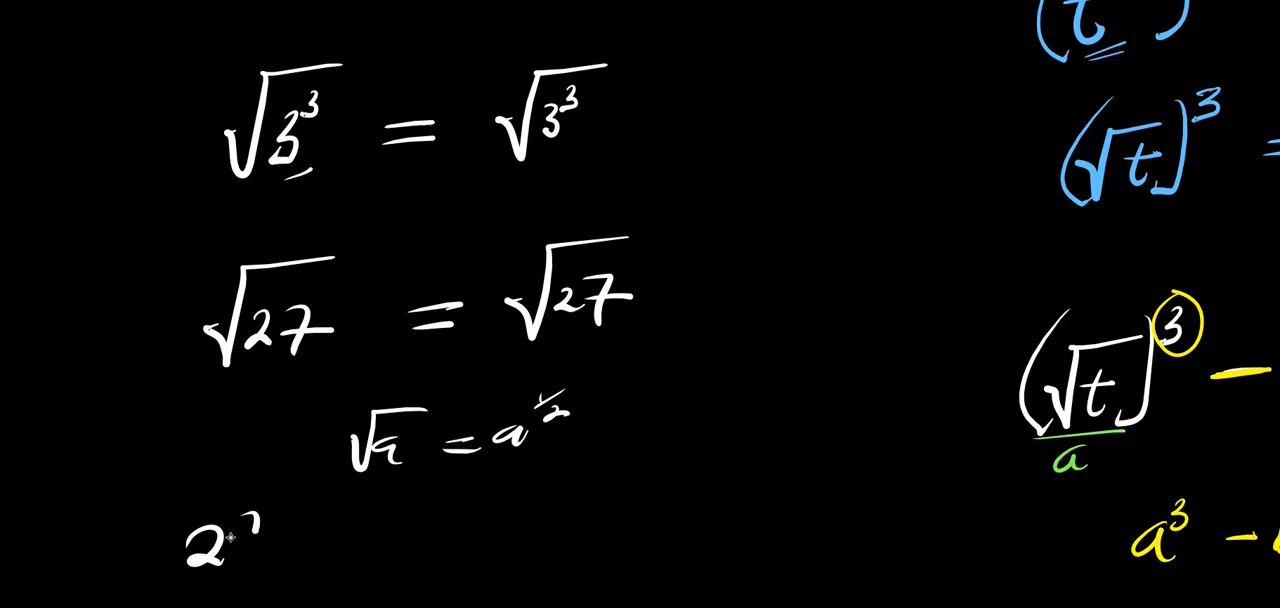 √3³ = √3³
√27 = √27
√a = a^½
2
(t )
(√t)³ =
(√t)³ −
a
a³ −